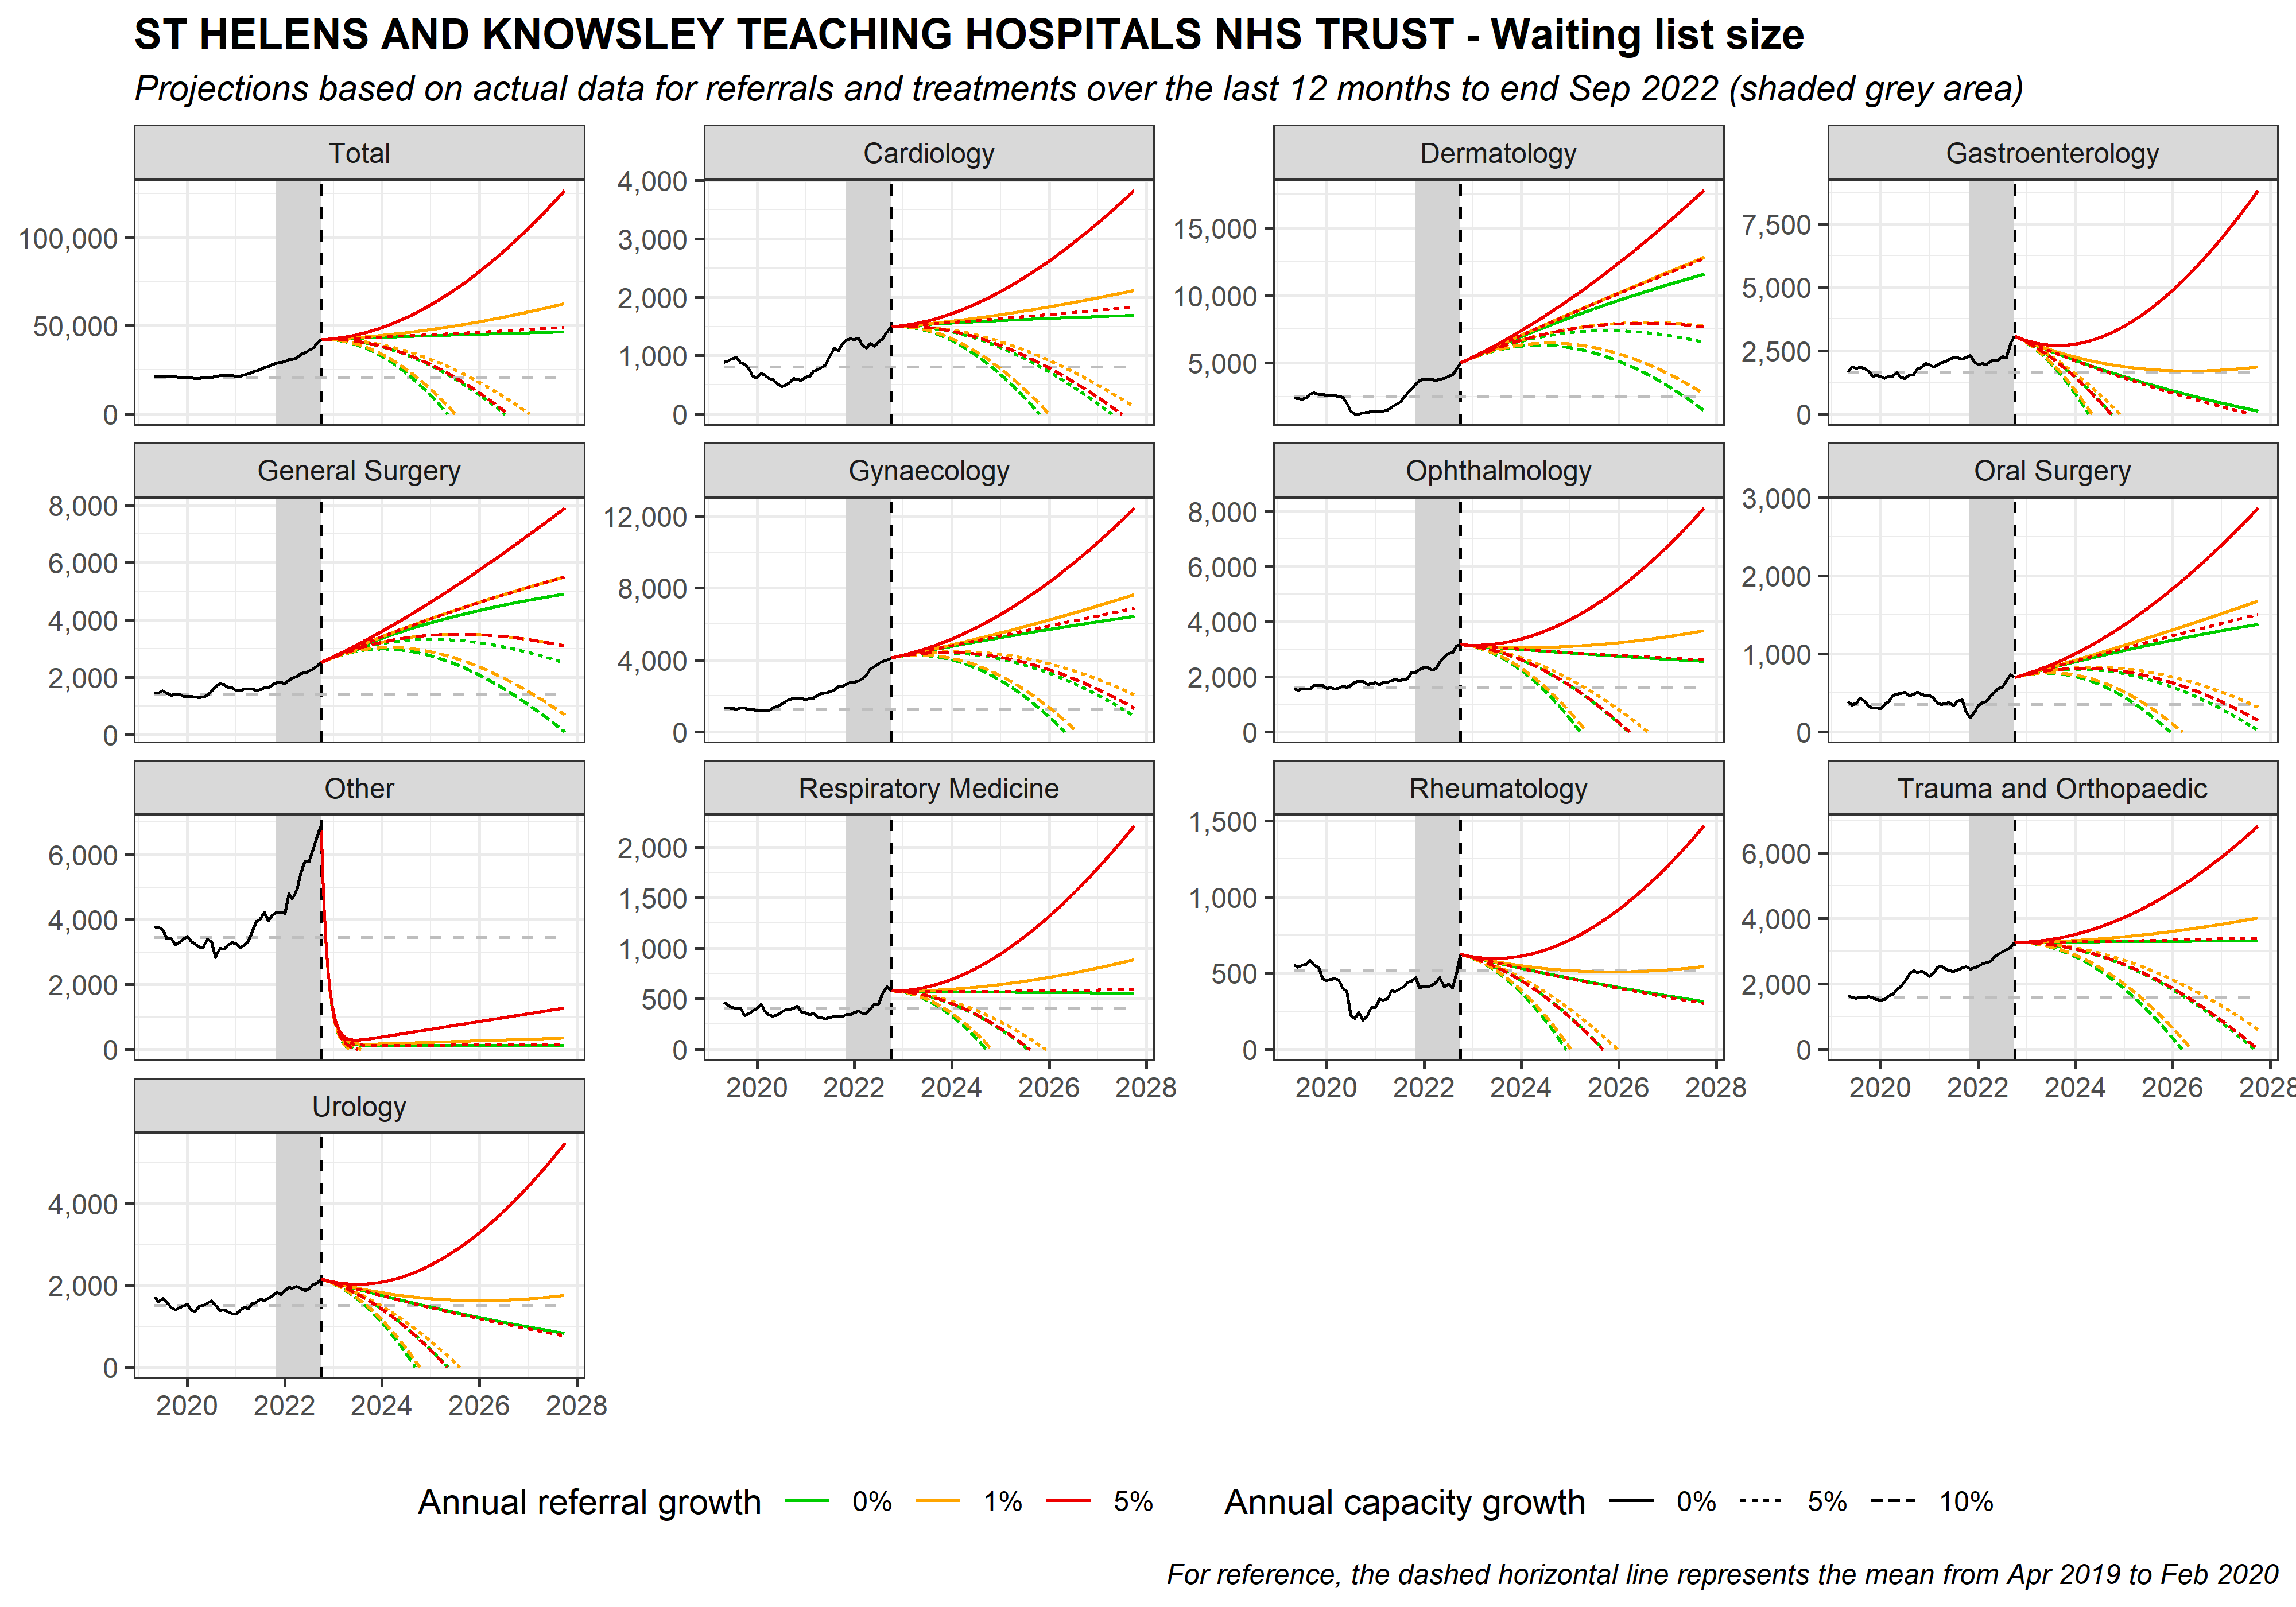 ST HELENS AND KNOWSLEY TEACHING HOSPITALS NHS TRUST - Waiting list size
Projections based on actual data for referrals and treatments over the last 12 months to end Sep 2022 (shaded grey area)
Total
Cardiology
Dermatology
Gastroenterology
100,000
50,000
0
4,000
3,000
2,000
1,000
0
15,000
10,000
5,000
7,500
5,000
2,500
0
General Surgery
Gynaecology
Ophthalmology
Oral Surgery
8,000
6,000
4,000
2,000
0
12,000
8,000
4,000
0
8,000
6,000
4,000
2,000
0
3,000
2,000
1,000
0
Other
Respiratory Medicine
Rheumatology
Trauma and Orthopaedic
6,000
4,000
2,000
0
2,000
1,500
1,000
500
0
1,500
1,000
500
0
6,000
4,000
2,000
0
2020 2022 2024 2026 2028
2020 2022 2024 2026 2028
2020 2022 2024 2026 2028
Urology
4,000
2,000
0
2020 2022 2024 2026 2028
Annual referral growth 0% 1% 5% Annual capacity growth 0% 5% 10%
For reference, the dashed horizontal line represents the mean from Apr 2019 to Feb 2020